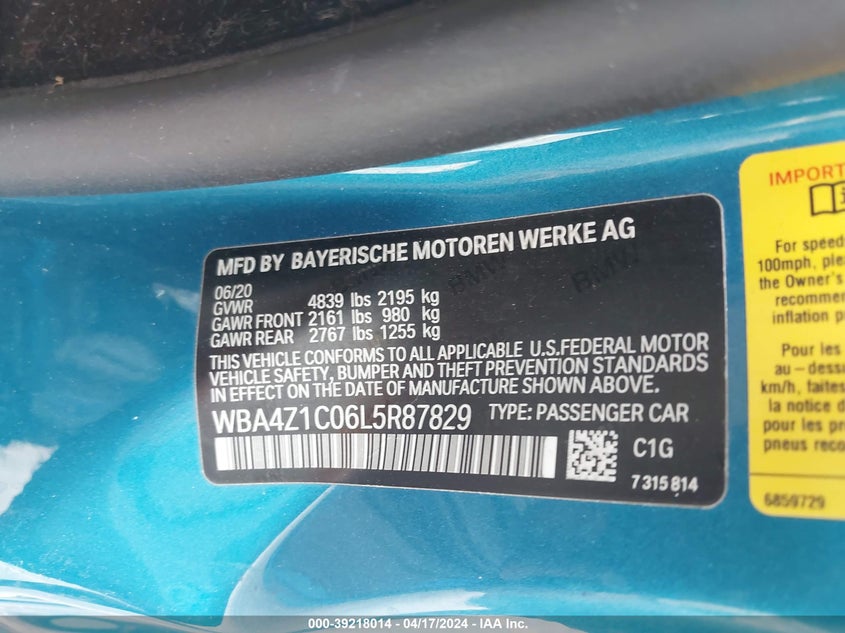 MFD BY BAYERISCHE MOTOREN WERKE AG
06/20
GVWR 4839 lbs 2195 kg
GAWR FRONT 2161 lbs 980 kg
GAWR REAR 2767 lbs 1255 kg
THIS VEHICLE CONFORMS TO ALL APPLICABLE U.S.FEDERAL MOTOR
VEHICLE SAFETY, BUMPER AND THEFT PREVENTION STANDARDS
IN EFFECT ON THE DATE OF MANUFACTURE SHOWN ABOVE.
WBA4Z1C06L5R87829 TYPE: PASSENGER CAR
C1G
7315814
BMW BMW
IMPORT
For speed
100mph, ple
the Owner's
recommen
inflation p
Pour les
au – dessu
km/h, faites
la notice d
pour les pr
pneus reco
6859729
000-39218014 - 04/17/2024 - IAA Inc.